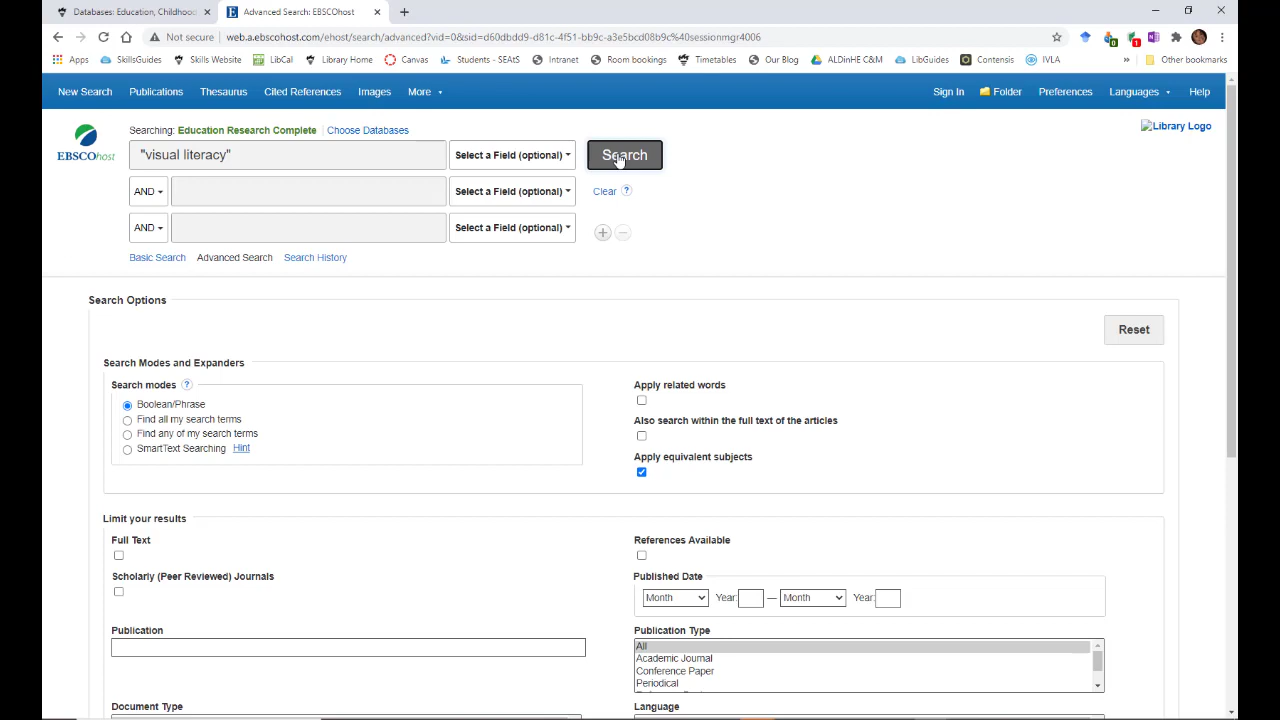 Databases: Education, Childhood
Advanced Search: EBSCOhost
Not secure
web.a.ebscohost.com/ehost/search/advanced?vid=0&sid=d60dbdd9-d81c-4f51-bb9c-a3e5bcd08b9c%40sessionmgr4006
0
1
Apps
SkillsGuides
Skills Website
LibCal
Library Home
Canvas
Students - SEAtS
Intranet
Room bookings
Timetables
Our Blog
ALDinHE C&M
LibGuides
Contensis
IVLA
»
Other bookmarks
New Search
Publications
Thesaurus
Cited References
Images
More
Sign In
Folder
Preferences
Languages
Help
EBSCOhost
Searching: Education Research Complete
Choose Databases
Library Logo
"visual literacy"
Select a Field (optional)
Search
AND
Select a Field (optional)
Clear
?
AND
Select a Field (optional)
Basic Search
Advanced Search
Search History
Search Options
Reset
Search Modes and Expanders
Search modes ?
Boolean/Phrase
Find all my search terms
Find any of my search terms
SmartText Searching Hint
Apply related words
Also search within the full text of the articles
Apply equivalent subjects
Limit your results
Full Text
References Available
Scholarly (Peer Reviewed) Journals
Published Date
Month
Year:
—
Month
Year:
Publication
Publication Type
All
Academic Journal
Conference Paper
Periodical
Document Type
Language